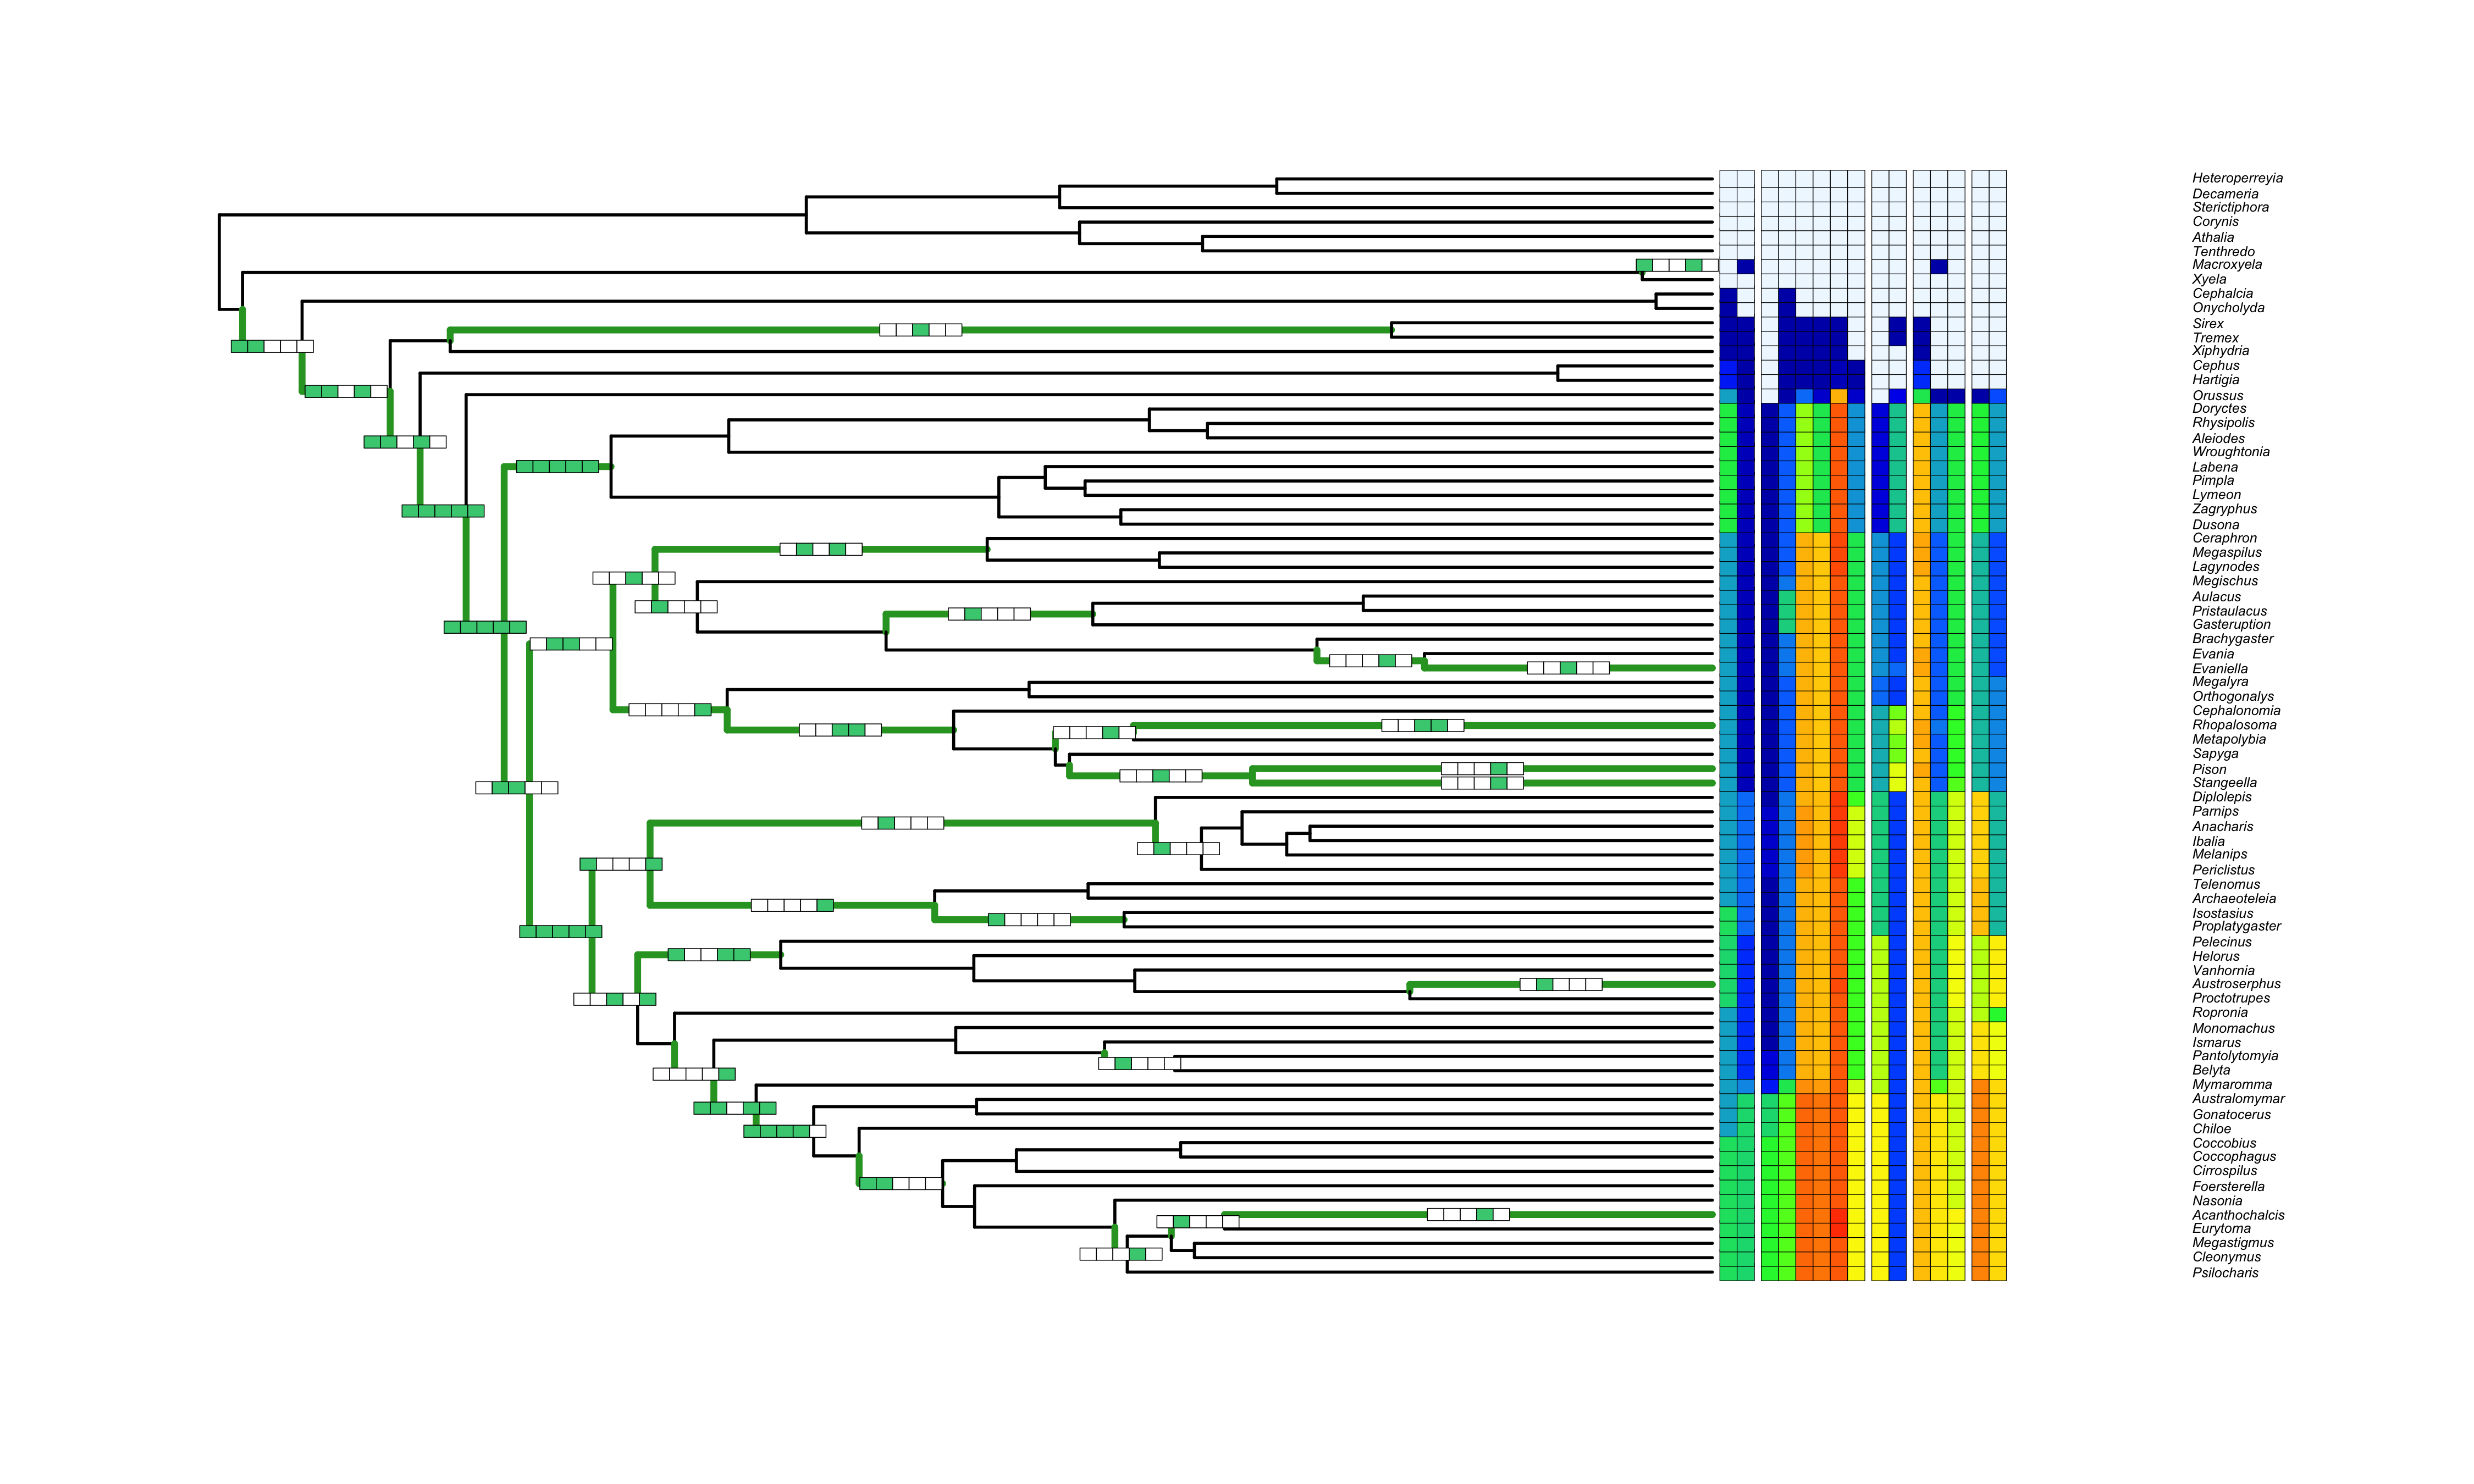 Heteroperreyia
Decameria
Sterictiphora
Corynis
Athalia
Tenthredo
Macroxyela
Xyela
Cephalcia
Onycholyda
Sirex
Tremex
Xiphydria
Cephus
Hartigia
Orussus
Doryctes
Rhysipolis
Aleiodes
Wroughtonia
Labena
Pimpla
Lymeon
Zagryphus
Dusona
Ceraphron
Megaspilus
Lagynodes
Megischus
Aulacus
Pristaulacus
Gasteruption
Brachygaster
Evania
Evaniella
Megalyra
Orthogonalys
Cephalonomia
Rhopalosoma
Metapolybia
Sapyga
Pison
Stangeella
Diplolepis
Parnips
Anacharis
Ibalia
Melanips
Periclistus
Telenomus
Archaeoteleia
Isostasius
Proplatygaster
Pelecinus
Helorus
Vanhornia
Austroserphus
Proctotrupes
Ropronia
Monomachus
Ismarus
Pantolytomyia
Belyta
Mymaromma
Australomymar
Gonatocerus
Chiloe
Coccobius
Coccophagus
Cirrospilus
Foersterella
Nasonia
Acanthochalcis
Eurytoma
Megastigmus
Cleonymus
Psilocharis